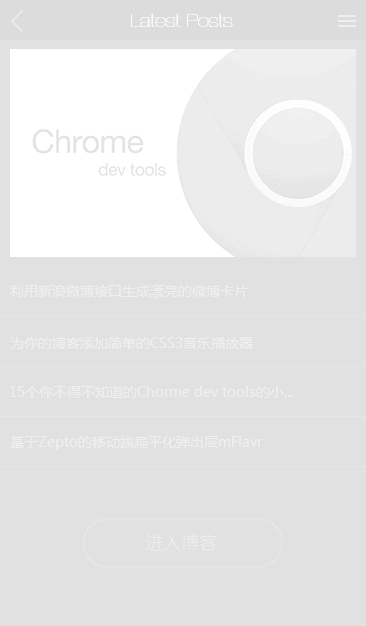 Latest Posts
Chrome
dev tools
利用新浪微博接口生成漂亮的微博卡片
为你的博客添加简单的CSS3音乐播放器
15个你不得不知道的Chorme dev tools的小...
基于Zepto的移动端扁平化弹出层mFlavr
进入博客